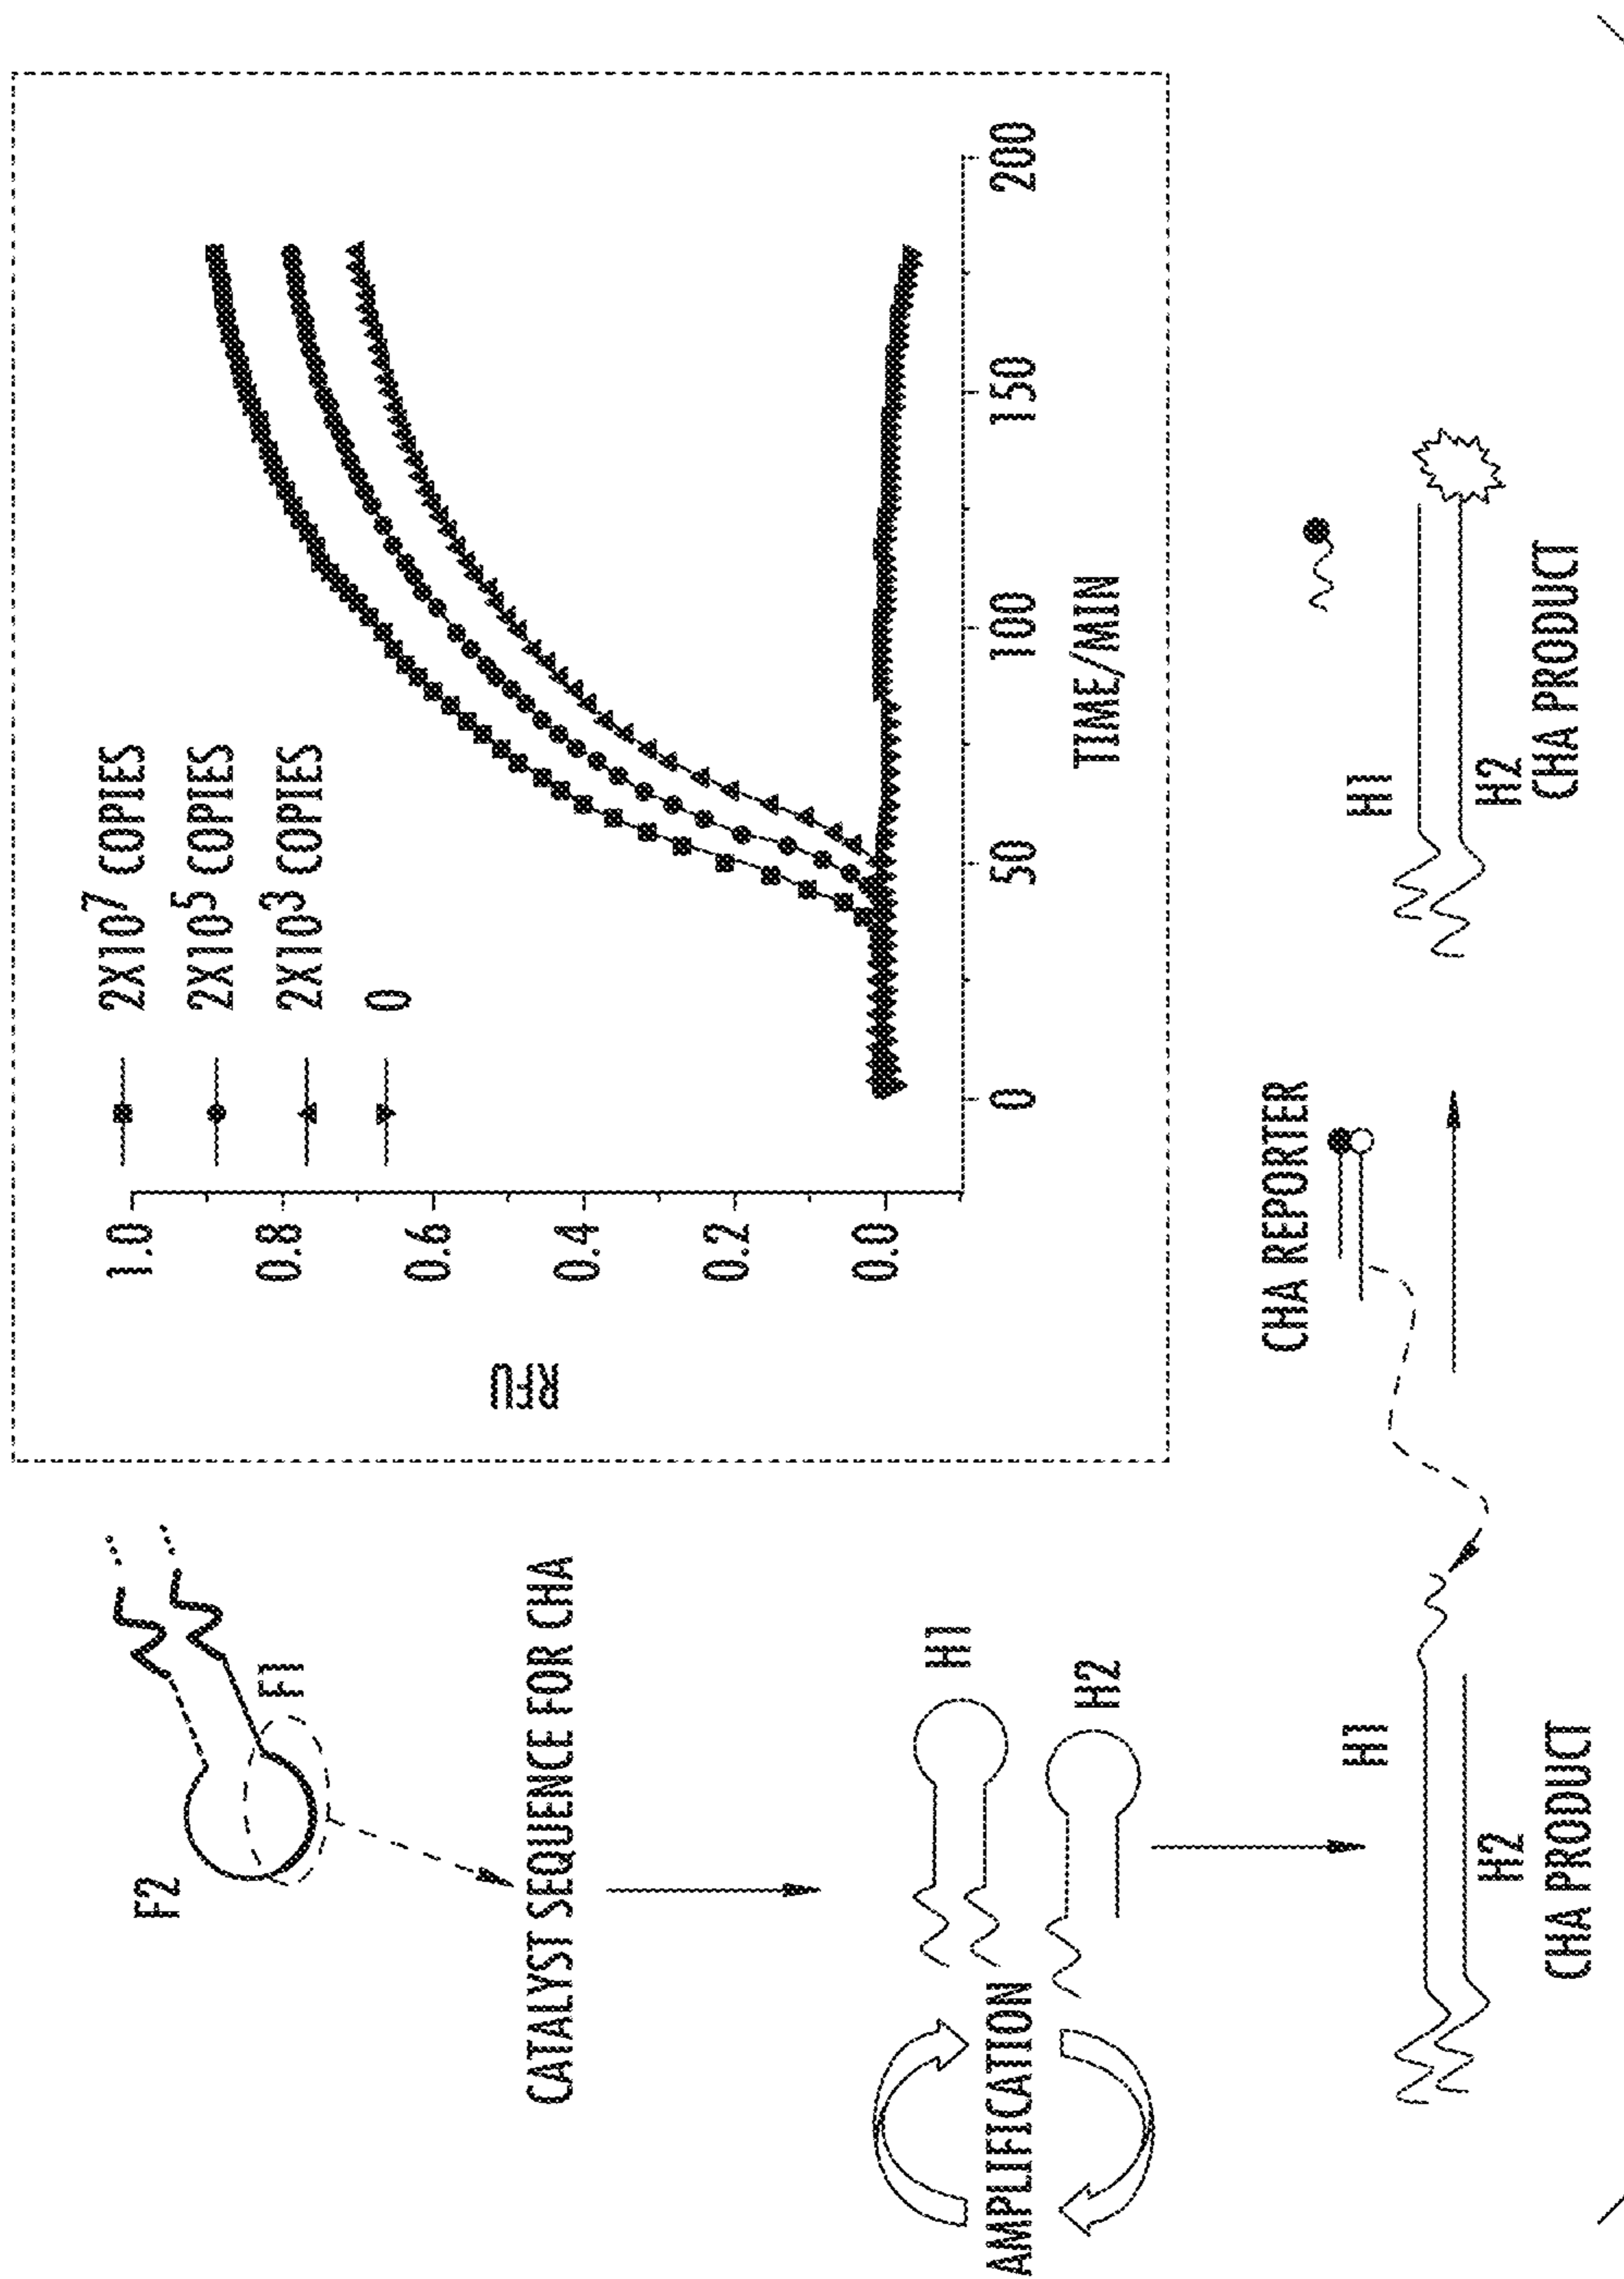 F2
F1
CATALYST SEQUENCE FOR CHA
AMPLIFICATION
H1
H2
H1
H2
CHA PRODUCT
CHA REPORTER
H1
H2
CHA PRODUCT
2X10⁷ COPIES
2X10⁵ COPIES
2X10³ COPIES
0
RFU
1.0
0.8
0.6
0.4
0.2
0.0
0 50 100 150 200
TIME/MIN